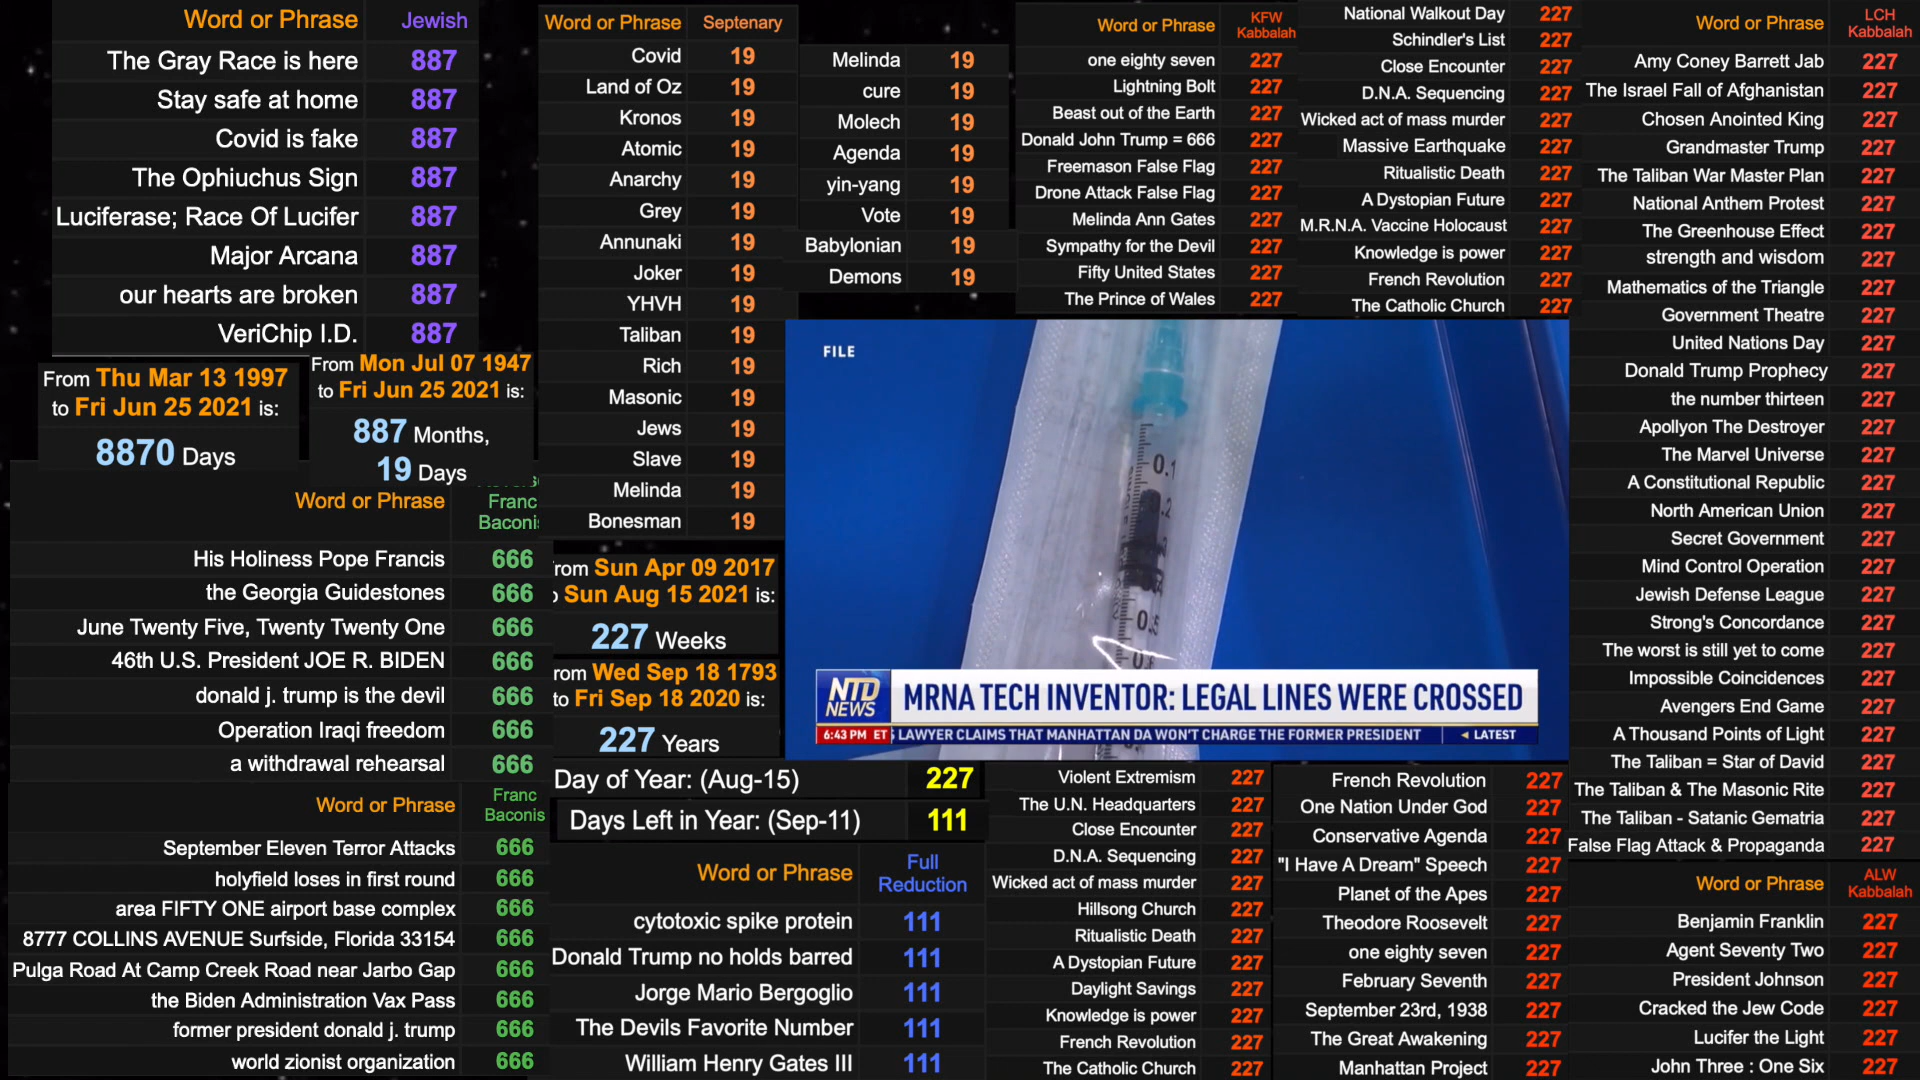 Word or Phrase Jewish
The Gray Race is here 887
Stay safe at home 887
Covid is fake 887
The Ophiuchus Sign 887
Luciferase; Race Of Lucifer 887
Major Arcana 887
our hearts are broken 887
VeriChip I.D. 887
From Thu Mar 13 1997
to Fri Jun 25 2021 is:
8870 Days
From Mon Jul 07 1947
to Fri Jun 25 2021 is:
887 Months,
19 Days
Word or Phrase Franc Baconis
His Holiness Pope Francis 666
the Georgia Guidestones 666
June Twenty Five, Twenty Twenty One 666
46th U.S. President JOE R. BIDEN 666
donald j. trump is the devil 666
Operation Iraqi freedom 666
a withdrawal rehearsal 666
Word or Phrase Franc Baconis
September Eleven Terror Attacks 666
holyfield loses in first round 666
area FIFTY ONE airport base complex 666
8777 COLLINS AVENUE Surfside, Florida 33154 666
Pulga Road At Camp Creek Road near Jarbo Gap 666
the Biden Administration Vax Pass 666
former president donald j. trump 666
world zionist organization 666
Word or Phrase Septenary
Covid 19
Land of Oz 19
Kronos 19
Atomic 19
Anarchy 19
Grey 19
Annunaki 19
Joker 19
YHVH 19
Taliban 19
Rich 19
Masonic 19
Jews 19
Slave 19
Melinda 19
Bonesman 19
Melinda 19
cure 19
Molech 19
Agenda 19
yin-yang 19
Vote 19
Babylonian 19
Demons 19
rom Sun Apr 09 2017
Sun Aug 15 2021 is:
227 Weeks
rom Wed Sep 18 1793
to Fri Sep 18 2020 is:
227 Years
Day of Year: (Aug-15) 227
Days Left in Year: (Sep-11) 111
Word or Phrase Full Reduction
cytotoxic spike protein 111
Donald Trump no holds barred 111
Jorge Mario Bergoglio 111
The Devils Favorite Number 111
William Henry Gates III 111
Word or Phrase KFW Kabbalah
one eighty seven 227
Lightning Bolt 227
Beast out of the Earth 227
Donald John Trump = 666 227
Freemason False Flag 227
Drone Attack False Flag 227
Melinda Ann Gates 227
Sympathy for the Devil 227
Fifty United States 227
The Prince of Wales 227
National Walkout Day 227
Schindler's List 227
Close Encounter 227
D.N.A. Sequencing 227
Wicked act of mass murder 227
Massive Earthquake 227
Ritualistic Death 227
A Dystopian Future 227
M.R.N.A. Vaccine Holocaust 227
Knowledge is power 227
French Revolution 227
The Catholic Church 227
FILE
0.1
.2
NTD NEWS
MRNA TECH INVENTOR: LEGAL LINES WERE CROSSED
6:43 PM ET LAWYER CLAIMS THAT MANHATTAN DA WON'T CHARGE THE FORMER PRESIDENT LATEST
Violent Extremism 227
The U.N. Headquarters 227
Close Encounter 227
D.N.A. Sequencing 227
Wicked act of mass murder 227
Hillsong Church 227
Ritualistic Death 227
A Dystopian Future 227
Daylight Savings 227
Knowledge is power 227
French Revolution 227
The Catholic Church 227
French Revolution 227
One Nation Under God 227
Conservative Agenda 227
"I Have A Dream" Speech 227
Planet of the Apes 227
Theodore Roosevelt 227
one eighty seven 227
February Seventh 227
September 23rd, 1938 227
The Great Awakening 227
Manhattan Project 227
Word or Phrase LCH Kabbalah
Amy Coney Barrett Jab 227
The Israel Fall of Afghanistan 227
Chosen Anointed King 227
Grandmaster Trump 227
The Taliban War Master Plan 227
National Anthem Protest 227
The Greenhouse Effect 227
strength and wisdom 227
Mathematics of the Triangle 227
Government Theatre 227
United Nations Day 227
Donald Trump Prophecy 227
the number thirteen 227
Apollyon The Destroyer 227
The Marvel Universe 227
A Constitutional Republic 227
North American Union 227
Secret Government 227
Mind Control Operation 227
Jewish Defense League 227
Strong's Concordance 227
The worst is still yet to come 227
Impossible Coincidences 227
Avengers End Game 227
A Thousand Points of Light 227
The Taliban = Star of David 227
The Taliban & The Masonic Rite 227
The Taliban - Satanic Gematria 227
False Flag Attack & Propaganda 227
Word or Phrase ALW Kabbalah
Benjamin Franklin 227
Agent Seventy Two 227
President Johnson 227
Cracked the Jew Code 227
Lucifer the Light 227
John Three : One Six 227